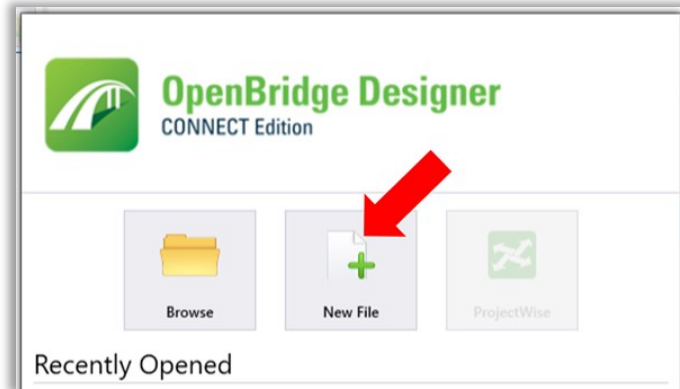 OpenBridge Designer
CONNECT Edition
Browse
New File
ProjectWise
Recently Opened